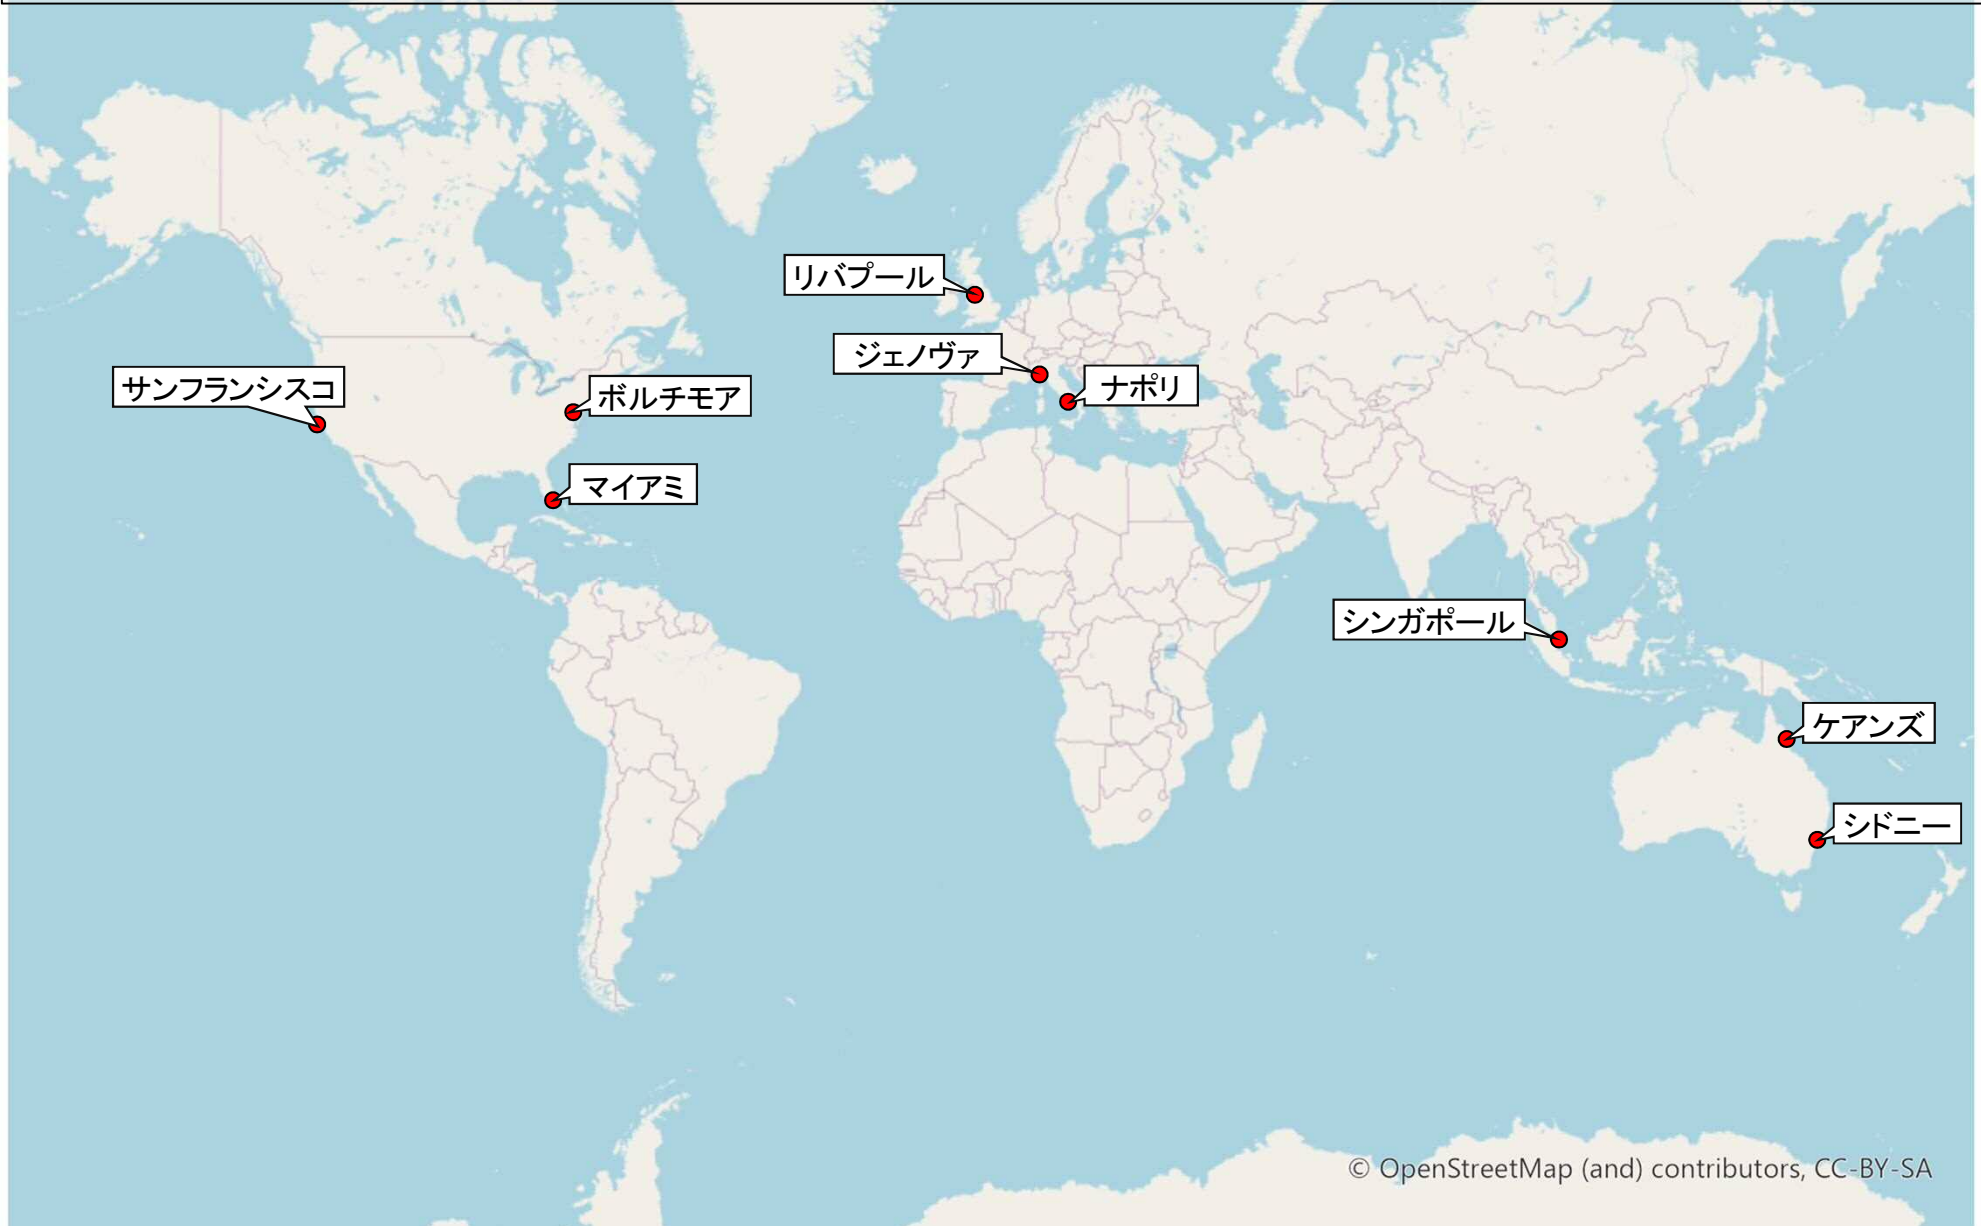 リバプール
ジェノヴァ
ナポリ
サンフランシスコ
ボルチモア
マイアミ
シンガポール
ケアンズ
シドニー
© OpenStreetMap (and) contributors, CC-BY-SA